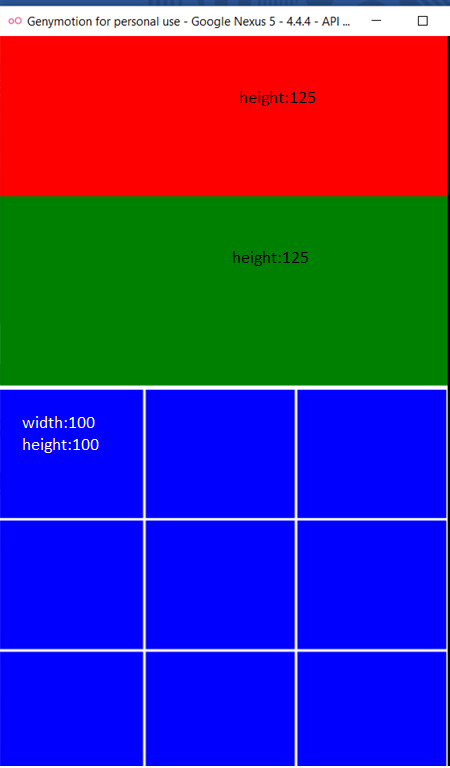 Genymotion for personal use - Google Nexus 5 - 4.4.4 - API ...
height:125
height:125
width:100
height:100